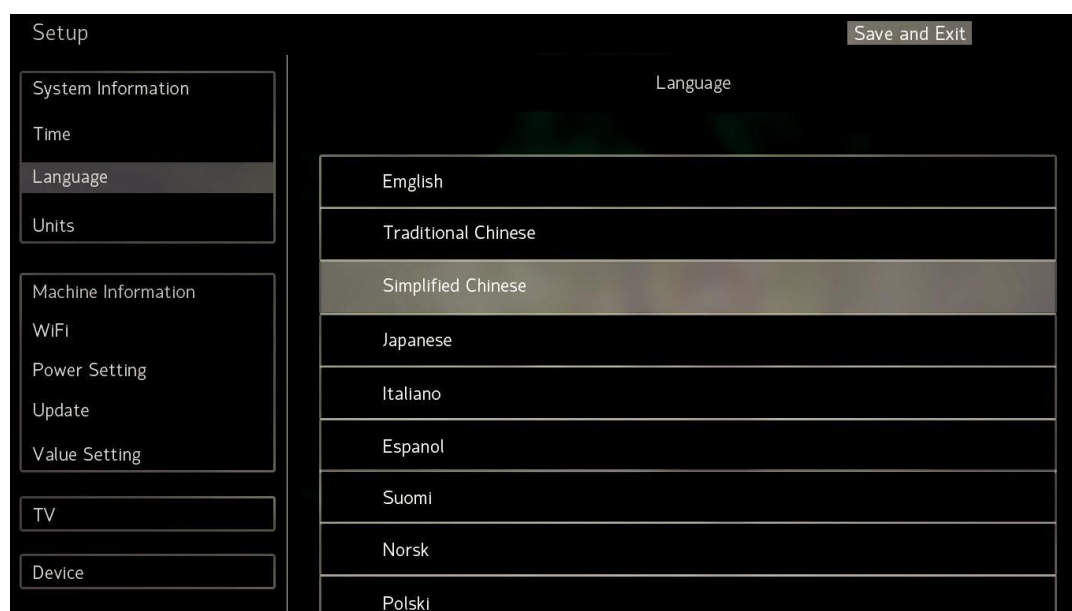 Setup
Save and Exit
System Information
Time
Language
Units
Machine Information
WiFi
Power Setting
Update
Value Setting
TV
Device
Language
Emglish
Traditional Chinese
Simplified Chinese
Japanese
Italiano
Espanol
Suomi
Norsk
Polski